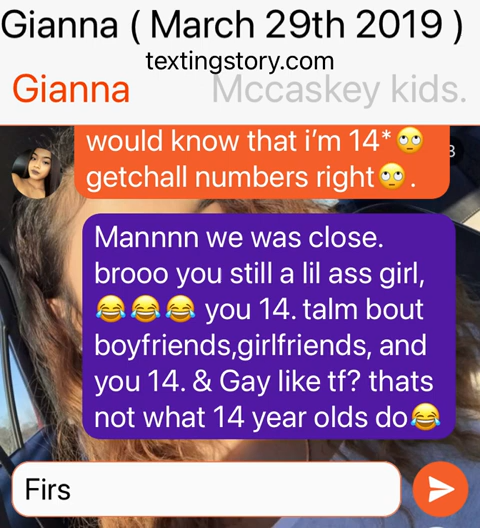 Gianna ( March 29th 2019 )
textingstory.com
Gianna Mccaskey kids.
would know that i'm 14*🙄
getchall numbers right🙄.
Mannnn we was close.
brooo you still a lil ass girl,
😂😂😂 you 14. talm bout
boyfriends,girlfriends, and
you 14. & Gay like tf? thats
not what 14 year olds do😂
Firs